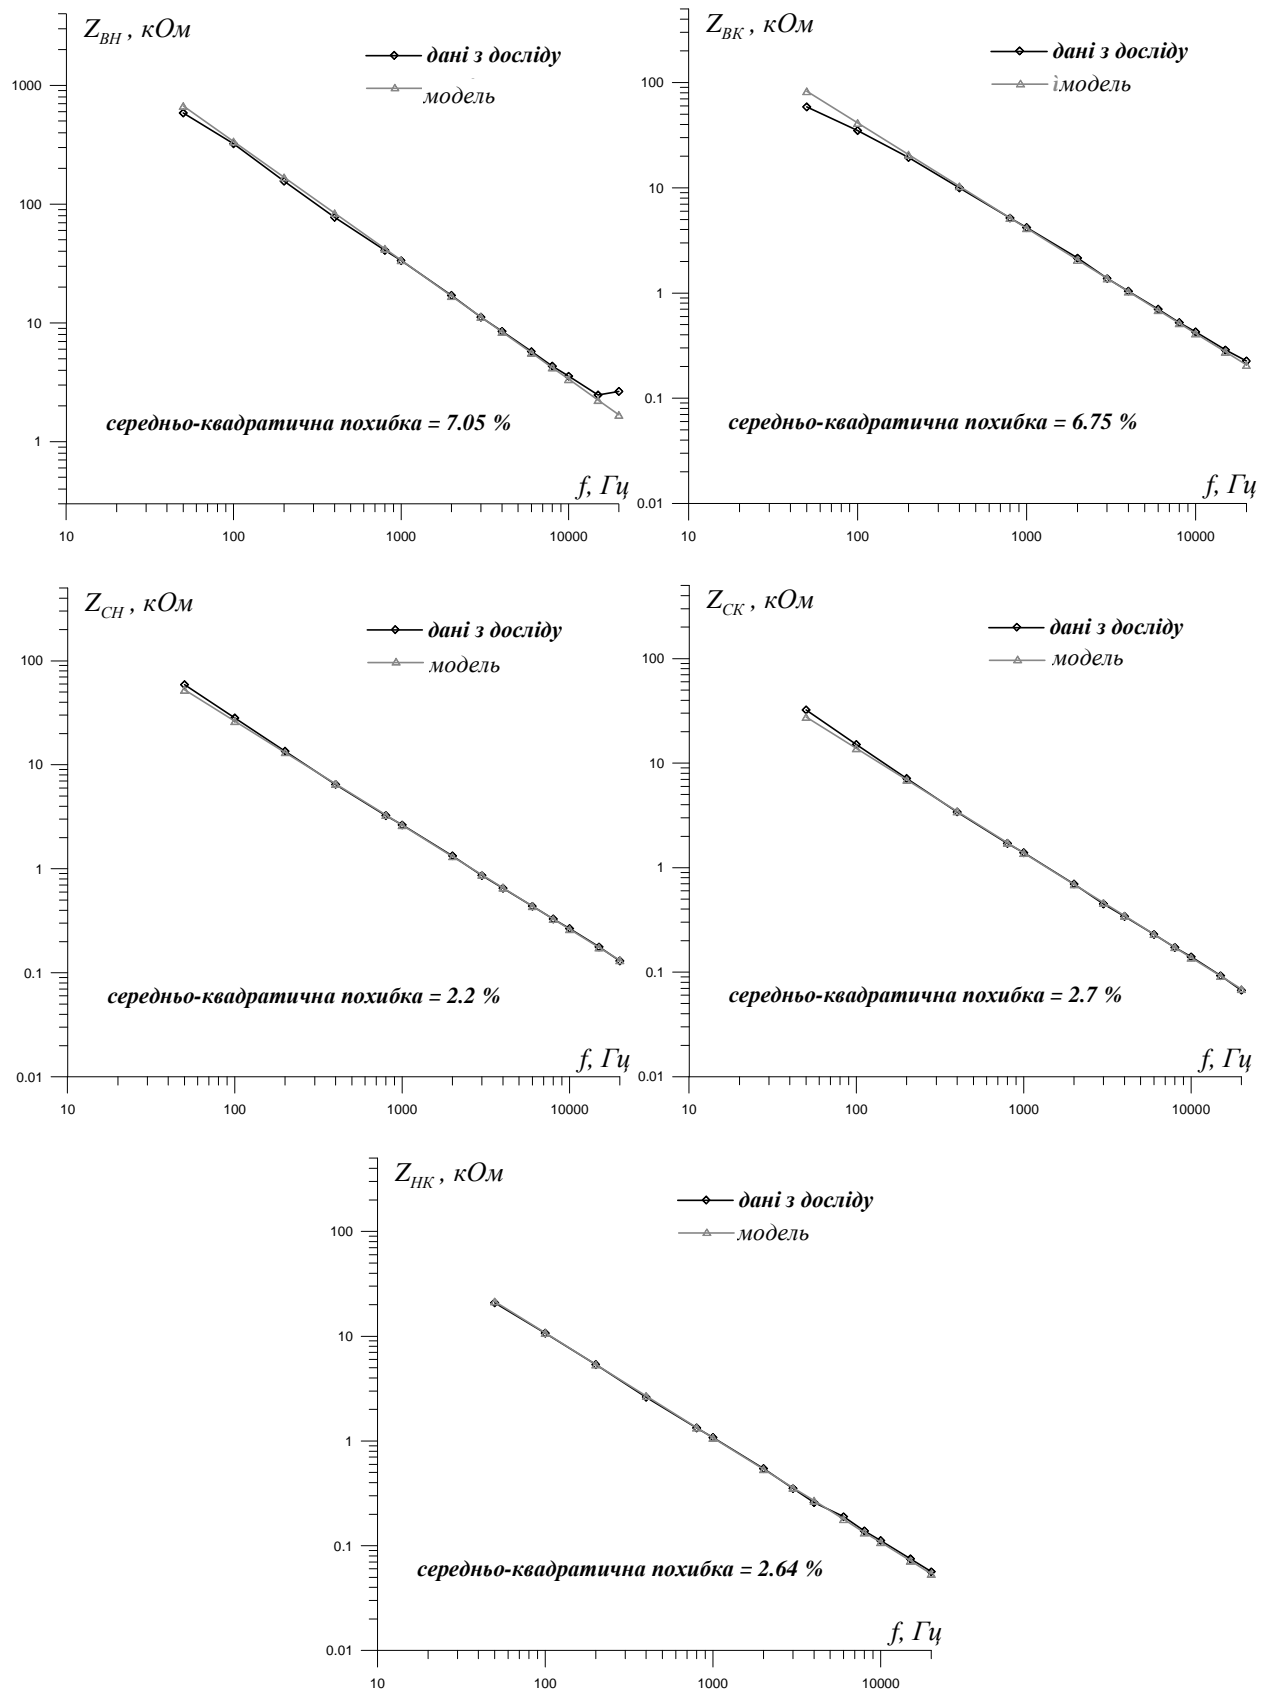 Z_ВН , кОм
дані з досліду
модель
1000
100
10
1
середньо-квадратична похибка = 7.05 %
f, Гц
10 100 1000 10000
Z_ВК , кОм
дані з досліду
імодель
100
10
1
0.1
0.01
середньо-квадратична похибка = 6.75 %
f, Гц
10 100 1000 10000
Z_СН , кОм
дані з досліду
модель
100
10
1
0.1
0.01
середньо-квадратична похибка = 2.2 %
f, Гц
10 100 1000 10000
Z_СК , кОм
дані з досліду
модель
100
10
1
0.1
0.01
середньо-квадратична похибка = 2.7 %
f, Гц
10 100 1000 10000
Z_НК , кОм
дані з досліду
модель
100
10
1
0.1
0.01
середньо-квадратична похибка = 2.64 %
f, Гц
10 100 1000 10000